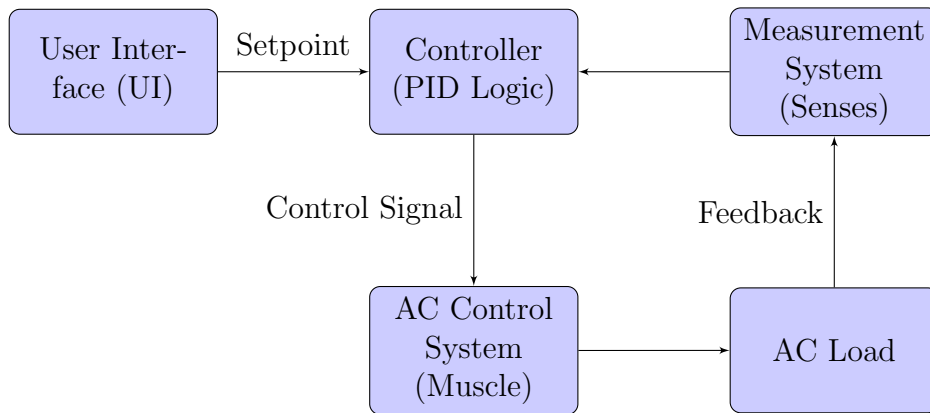 User Inter-
face (UI)
Setpoint
Controller
(PID Logic)
Measurement
System
(Senses)
Control Signal
Feedback
AC Control
System
(Muscle)
AC Load